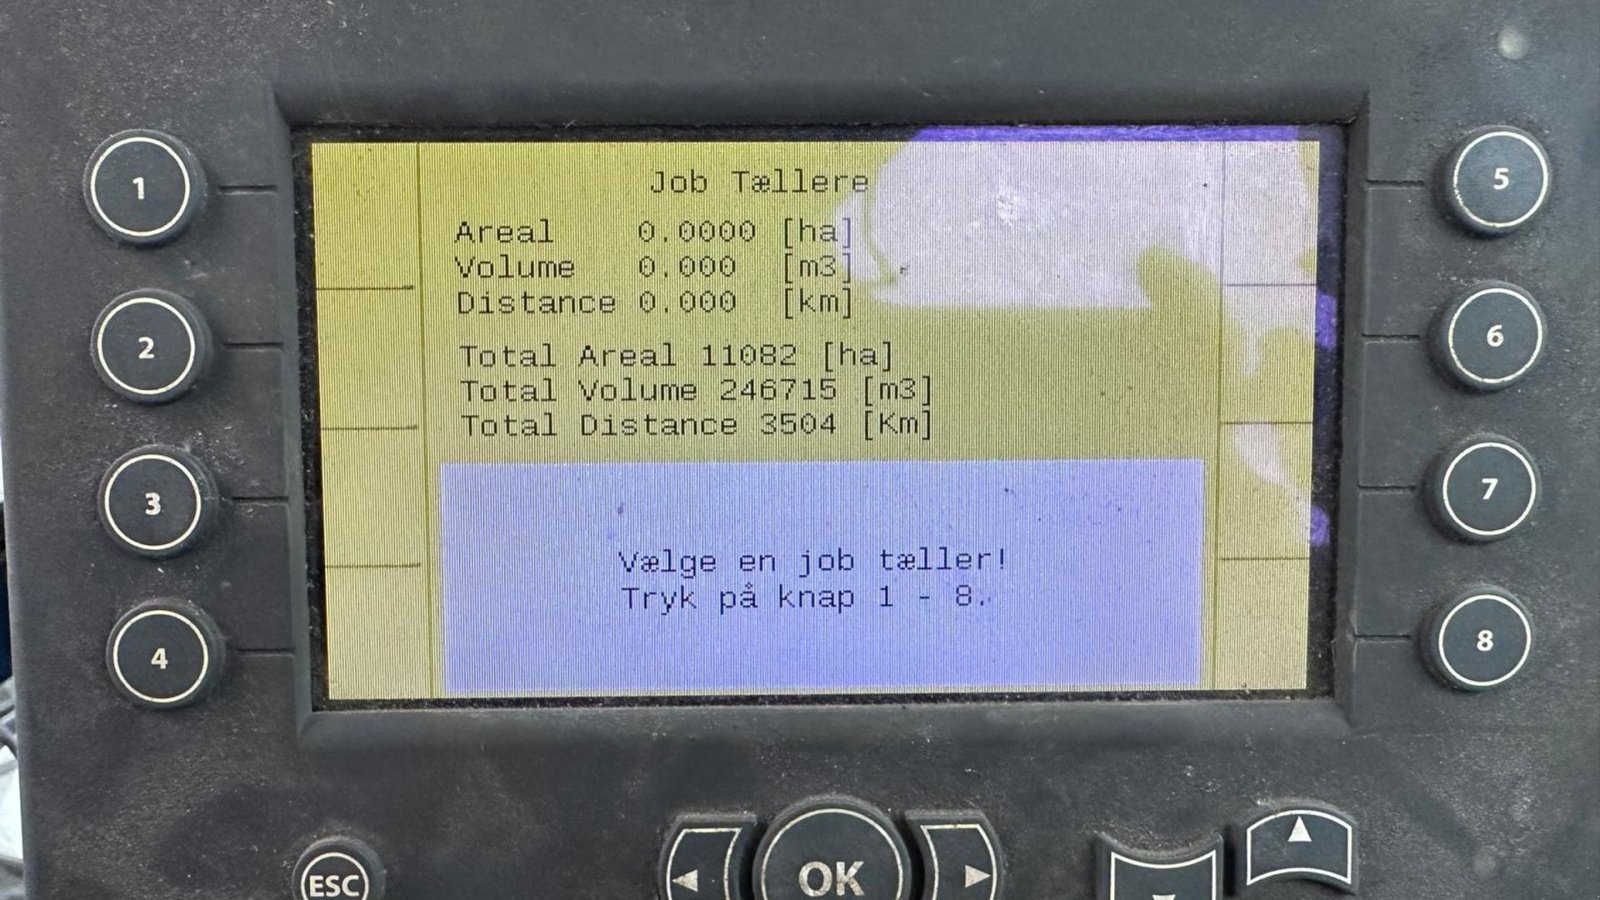 Job Tællere
Areal 0.0000 [ha]
Volume 0.000 [m3]
Distance 0.000 [km]
Total Areal 11082 [ha]
Total Volume 246715 [m3]
Total Distance 3504 [Km]
Vælge en job tæller!
Tryk på knap 1 - 8.
1
2
3
4
5
6
7
8
ESC
OK